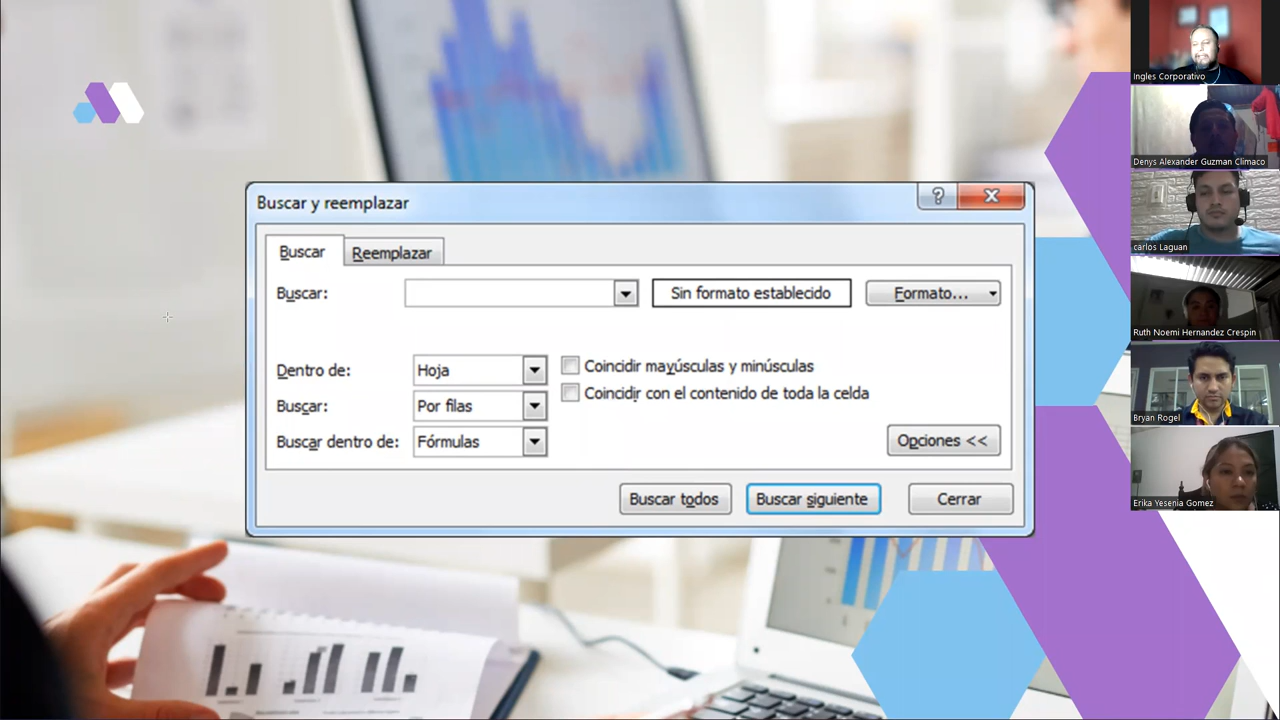 Buscar y reemplazar
Buscar
Reemplazar
Buscar:
Sin formato establecido
Formato...
Dentro de:
Hoja
Coincidir mayúsculas y minúsculas
Buscar:
Por filas
Coincidir con el contenido de toda la celda
Buscar dentro de:
Fórmulas
Opciones <<
Buscar todos
Buscar siguiente
Cerrar
Ingles Corporativo
Denys Alexander Guzman Climaco
carlos Laguan
Ruth Noemi Hernandez Crespin
Bryan Rogel
Erika Yesenia Gomez